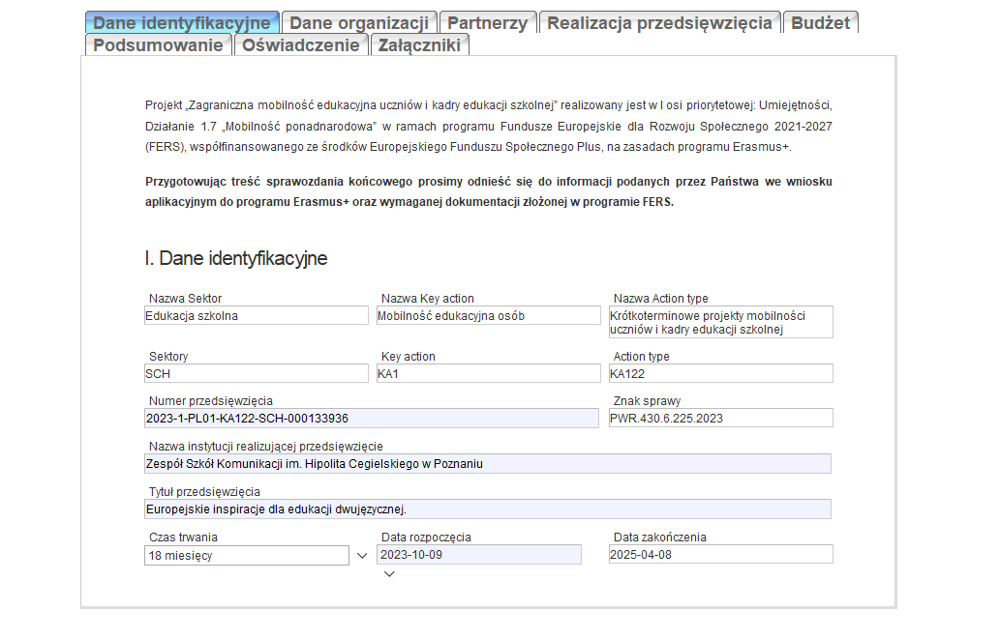 Dane identyfikacyjne Dane organizacji Partnerzy Realizacja przedsięwzięcia Budżet
Podsumowanie Oświadczenie Załączniki
Projekt „Zagraniczna mobilność edukacyjna uczniów i kadry edukacji szkolnej” realizowany jest w I osi priorytetowej: Umiejętności,
Działanie 1.7 „Mobilność ponadnarodowa” w ramach programu Fundusze Europejskie dla Rozwoju Społecznego 2021-2027
(FERS), współfinansowanego ze środków Europejskiego Funduszu Społecznego Plus, na zasadach programu Erasmus+.
Przygotowując treść sprawozdania końcowego prosimy odnieść się do informacji podanych przez Państwa we wniosku
aplikacyjnym do programu Erasmus+ oraz wymaganej dokumentacji złożonej w programie FERS.
I. Dane identyfikacyjne
Nazwa Sektor Nazwa Key action Nazwa Action type
Edukacja szkolna Mobilność edukacyjna osób Krótkoterminowe projekty mobilności
uczniów i kadry edukacji szkolnej
Sektory Key action Action type
SCH KA1 KA122
Numer przedsięwzięcia Znak sprawy
2023-1-PL01-KA122-SCH-000133936 PWR.430.6.225.2023
Nazwa instytucji realizującej przedsięwzięcie
Zespół Szkół Komunikacji im. Hipolita Cegielskiego w Poznaniu
Tytuł przedsięwzięcia
Europejskie inspiracje dla edukacji dwujęzycznej.
Czas trwania Data rozpoczęcia Data zakończenia
18 miesięcy 2023-10-09 2025-04-08